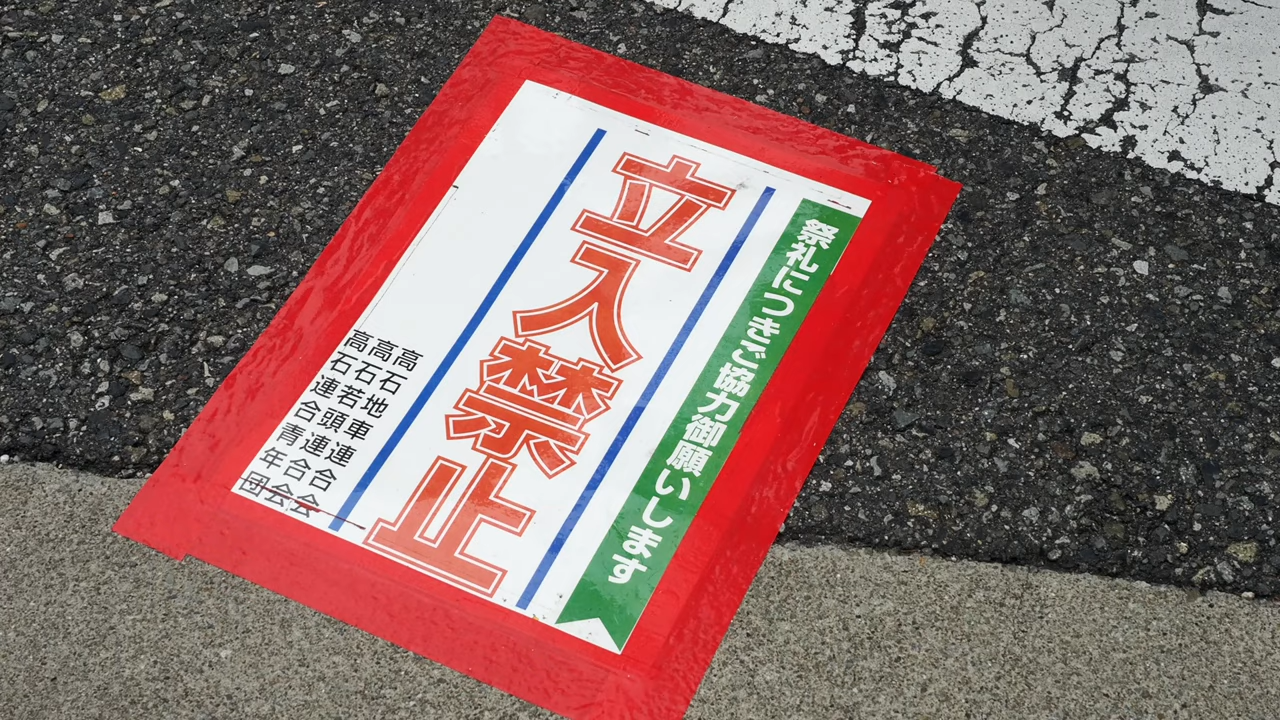 祭礼につきご協力御願いします
立入禁止
高石地車連合会
高石若頭連合会
高石連合青年団